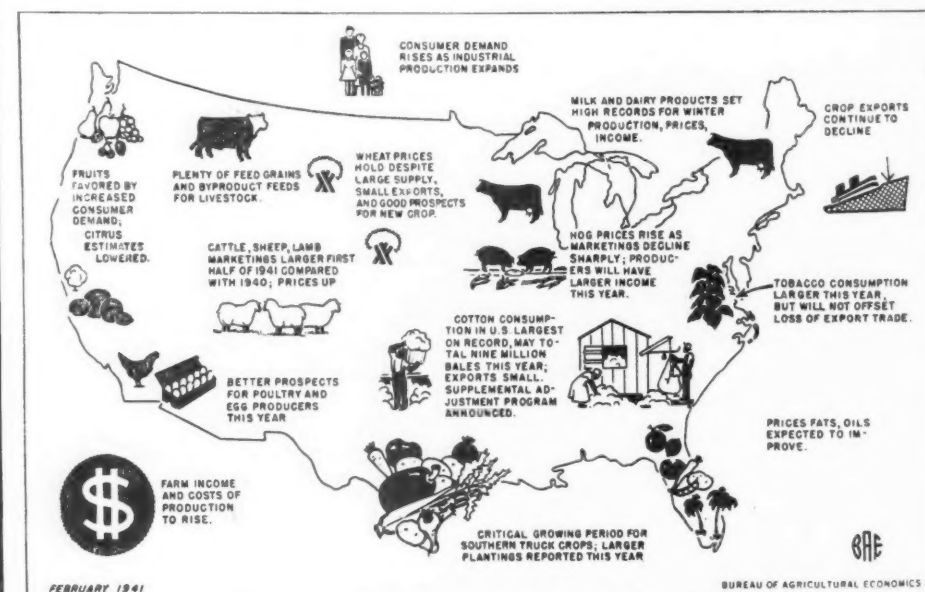 CONSUMER DEMAND
RISES AS INDUSTRIAL
PRODUCTION EXPANDS
MILK AND DAIRY PRODUCTS SET
HIGH RECORDS FOR WINTER
PRODUCTION, PRICES,
INCOME.
CROP EXPORTS
CONTINUE TO
DECLINE
FRUITS
FAVORED BY
INCREASED
CONSUMER
DEMAND;
CITRUS
ESTIMATES
LOWERED.
PLENTY OF FEED GRAINS
AND BYPRODUCT FEEDS
FOR LIVESTOCK.
WHEAT PRICES
HOLD DESPITE
LARGE SUPPLY,
SMALL EXPORTS,
AND GOOD PROSPECTS
FOR NEW CROP.
CATTLE, SHEEP, LAMB
MARKETINGS LARGER FIRST
HALF OF 1941 COMPARED
WITH 1940; PRICES UP
HOG PRICES RISE AS
MARKETINGS DECLINE
SHARPLY; PRODUC-
ERS WILL HAVE
LARGER INCOME
THIS YEAR.
TOBACCO CONSUMPTION
LARGER THIS YEAR,
BUT WILL NOT OFFSET
LOSS OF EXPORT TRADE.
COTTON CONSUMP-
TION IN U.S. LARGEST
ON RECORD, MAY TO-
TAL NINE MILLION
BALES THIS YEAR;
EXPORTS SMALL.
SUPPLEMENTAL AD-
JUSTMENT PROGRAM
ANNOUNCED.
BETTER PROSPECTS
FOR POULTRY AND
EGG PRODUCERS
THIS YEAR
PRICES FATS, OILS
EXPECTED TO IM-
PROVE.
$
FARM INCOME
AND COSTS OF
PRODUCTION
TO RISE.
CRITICAL GROWING PERIOD FOR
SOUTHERN TRUCK CROPS; LARGER
PLANTINGS REPORTED THIS YEAR
BAE
FEBRUARY 1941
BUREAU OF AGRICULTURAL ECONOMICS